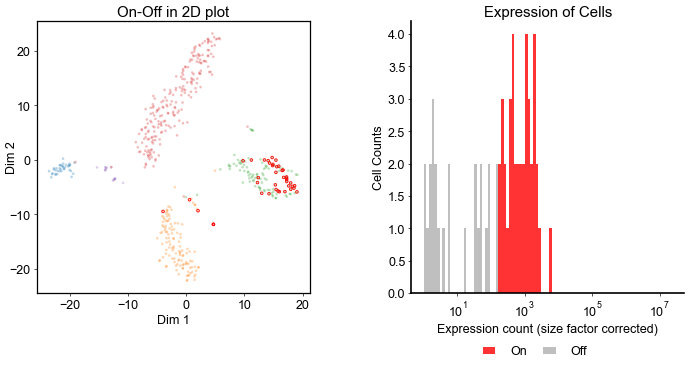 On-Off in 2D plot
20
10
0
−10
−20
Dim 2
−20
−10
0
10
20
Dim 1
Expression of Cells
4.0
3.5
3.0
2.5
2.0
1.5
1.0
0.5
0.0
Cell Counts
10^1
10^3
10^5
10^7
Expression count (size factor corrected)
On
Off